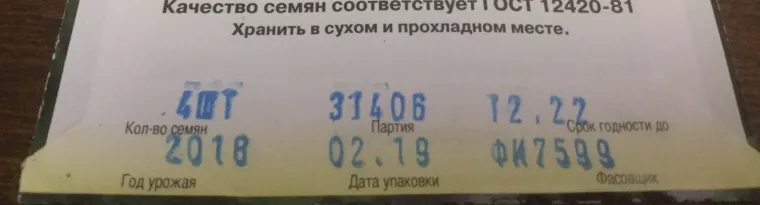 Качество семян соответствует ГОСТ 12420-81
Хранить в сухом и прохладном месте.
4ШТ 31406 12.22
Кол-во семян Партия Срок годности до
2018 02.19 ФИ7599
Год урожая Дата упаковки Фасовщик